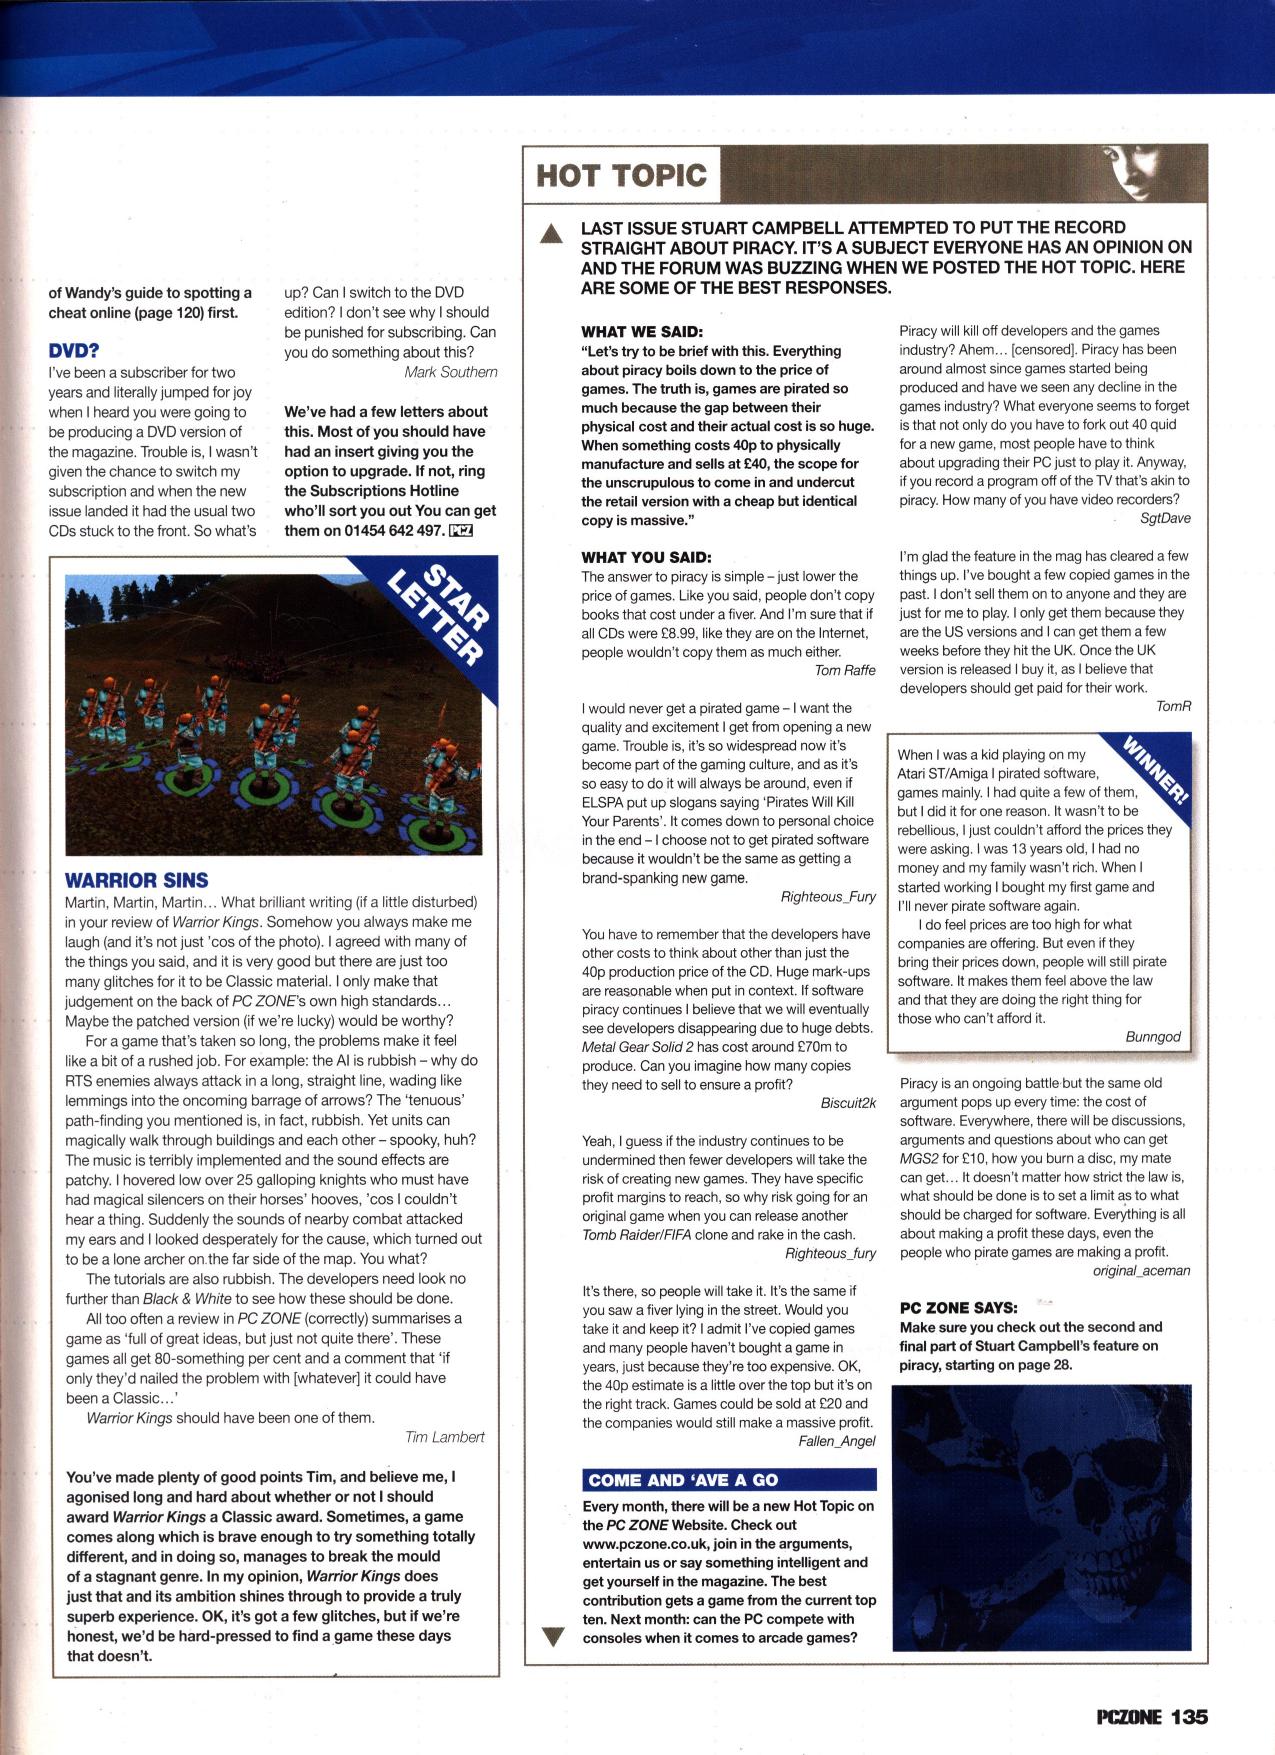 of Wandy's guide to spotting a
cheat online (page 120) first.
DVD?
I've been a subscriber for two
years and literally jumped for joy
when I heard you were going to
be producing a DVD version of
the magazine. Trouble is, I wasn't
given the chance to switch my
subscription and when the new
issue landed it had the usual two
CDs stuck to the front. So what's
up? Can I switch to the DVD
edition? I don't see why I should
be punished for subscribing. Can
you do something about this?
Mark Southern
We've had a few letters about
this. Most of you should have
had an insert giving you the
option to upgrade. If not, ring
the Subscriptions Hotline
who'll sort you out You can get
them on 01454 642 497. PCZ
STAR
LETTER
WARRIOR SINS
Martin, Martin, Martin... What brilliant writing (if a little disturbed)
in your review of Warrior Kings. Somehow you always make me
laugh (and it's not just 'cos of the photo). I agreed with many of
the things you said, and it is very good but there are just too
many glitches for it to be Classic material. I only make that
judgement on the back of PC ZONE's own high standards...
Maybe the patched version (if we're lucky) would be worthy?
For a game that's taken so long, the problems make it feel
like a bit of a rushed job. For example: the AI is rubbish – why do
RTS enemies always attack in a long, straight line, wading like
lemmings into the oncoming barrage of arrows? The 'tenuous'
path-finding you mentioned is, in fact, rubbish. Yet units can
magically walk through buildings and each other – spooky, huh?
The music is terribly implemented and the sound effects are
patchy. I hovered low over 25 galloping knights who must have
had magical silencers on their horses' hooves, 'cos I couldn't
hear a thing. Suddenly the sounds of nearby combat attacked
my ears and I looked desperately for the cause, which turned out
to be a lone archer on the far side of the map. You what?
The tutorials are also rubbish. The developers need look no
further than Black & White to see how these should be done.
All too often a review in PC ZONE (correctly) summarises a
game as 'full of great ideas, but just not quite there'. These
games all get 80-something per cent and a comment that 'if
only they'd nailed the problem with [whatever] it could have
been a Classic...'
Warrior Kings should have been one of them.
Tim Lambert
You've made plenty of good points Tim, and believe me, I
agonised long and hard about whether or not I should
award Warrior Kings a Classic award. Sometimes, a game
comes along which is brave enough to try something totally
different, and in doing so, manages to break the mould
of a stagnant genre. In my opinion, Warrior Kings does
just that and its ambition shines through to provide a truly
superb experience. OK, it's got a few glitches, but if we're
honest, we'd be hard-pressed to find a game these days
that doesn't.
HOT TOPIC
LAST ISSUE STUART CAMPBELL ATTEMPTED TO PUT THE RECORD
STRAIGHT ABOUT PIRACY. IT'S A SUBJECT EVERYONE HAS AN OPINION ON
AND THE FORUM WAS BUZZING WHEN WE POSTED THE HOT TOPIC. HERE
ARE SOME OF THE BEST RESPONSES.
WHAT WE SAID:
"Let's try to be brief with this. Everything
about piracy boils down to the price of
games. The truth is, games are pirated so
much because the gap between their
physical cost and their actual cost is so huge.
When something costs 40p to physically
manufacture and sells at £40, the scope for
the unscrupulous to come in and undercut
the retail version with a cheap but identical
copy is massive."
WHAT YOU SAID:
The answer to piracy is simple – just lower the
price of games. Like you said, people don't copy
books that cost under a fiver. And I'm sure that if
all CDs were £8.99, like they are on the Internet,
people wouldn't copy them as much either.
Tom Raffe
I would never get a pirated game – I want the
quality and excitement I get from opening a new
game. Trouble is, it's so widespread now it's
become part of the gaming culture, and as it's
so easy to do it will always be around, even if
ELSPA put up slogans saying 'Pirates Will Kill
Your Parents'. It comes down to personal choice
in the end – I choose not to get pirated software
because it wouldn't be the same as getting a
brand-spanking new game.
Righteous_Fury
You have to remember that the developers have
other costs to think about other than just the
40p production price of the CD. Huge mark-ups
are reasonable when put in context. If software
piracy continues I believe that we will eventually
see developers disappearing due to huge debts.
Metal Gear Solid 2 has cost around £70m to
produce. Can you imagine how many copies
they need to sell to ensure a profit?
Biscuit2k
Yeah, I guess if the industry continues to be
undermined then fewer developers will take the
risk of creating new games. They have specific
profit margins to reach, so why risk going for an
original game when you can release another
Tomb Raider/FIFA clone and rake in the cash.
Righteous_fury
It's there, so people will take it. It's the same if
you saw a fiver lying in the street. Would you
take it and keep it? I admit I've copied games
and many people haven't bought a game in
years, just because they're too expensive. OK,
the 40p estimate is a little over the top but it's on
the right track. Games could be sold at £20 and
the companies would still make a massive profit.
Fallen_Angel
COME AND 'AVE A GO
Every month, there will be a new Hot Topic on
the PC ZONE Website. Check out
www.pczone.co.uk, join in the arguments,
entertain us or say something intelligent and
get yourself in the magazine. The best
contribution gets a game from the current top
ten. Next month: can the PC compete with
consoles when it comes to arcade games?
Piracy will kill off developers and the games
industry? Ahem... [censored]. Piracy has been
around almost since games started being
produced and have we seen any decline in the
games industry? What everyone seems to forget
is that not only do you have to fork out 40 quid
for a new game, most people have to think
about upgrading their PC just to play it. Anyway,
if you record a program off of the TV that's akin to
piracy. How many of you have video recorders?
SgtDave
I'm glad the feature in the mag has cleared a few
things up. I've bought a few copied games in the
past. I don't sell them on to anyone and they are
just for me to play. I only get them because they
are the US versions and I can get them a few
weeks before they hit the UK. Once the UK
version is released I buy it, as I believe that
developers should get paid for their work.
TomR
WINNER!
When I was a kid playing on my
Atari ST/Amiga I pirated software,
games mainly. I had quite a few of them,
but I did it for one reason. It wasn't to be
rebellious, I just couldn't afford the prices they
were asking. I was 13 years old, I had no
money and my family wasn't rich. When I
started working I bought my first game and
I'll never pirate software again.
I do feel prices are too high for what
companies are offering. But even if they
bring their prices down, people will still pirate
software. It makes them feel above the law
and that they are doing the right thing for
those who can't afford it.
Bunngod
Piracy is an ongoing battle but the same old
argument pops up every time: the cost of
software. Everywhere, there will be discussions,
arguments and questions about who can get
MGS2 for £10, how you burn a disc, my mate
can get... It doesn't matter how strict the law is,
what should be done is to set a limit as to what
should be charged for software. Everything is all
about making a profit these days, even the
people who pirate games are making a profit.
original_aceman
PC ZONE SAYS:
Make sure you check out the second and
final part of Stuart Campbell's feature on
piracy, starting on page 28.
PCZONE 135